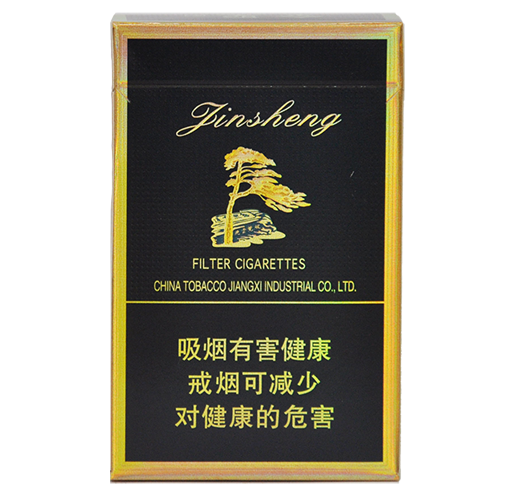 Jinsheng
FILTER CIGARETTES
CHINA TOBACCO JIANGXI INDUSTRIAL CO., LTD.
吸烟有害健康
戒烟可减少
对健康的危害